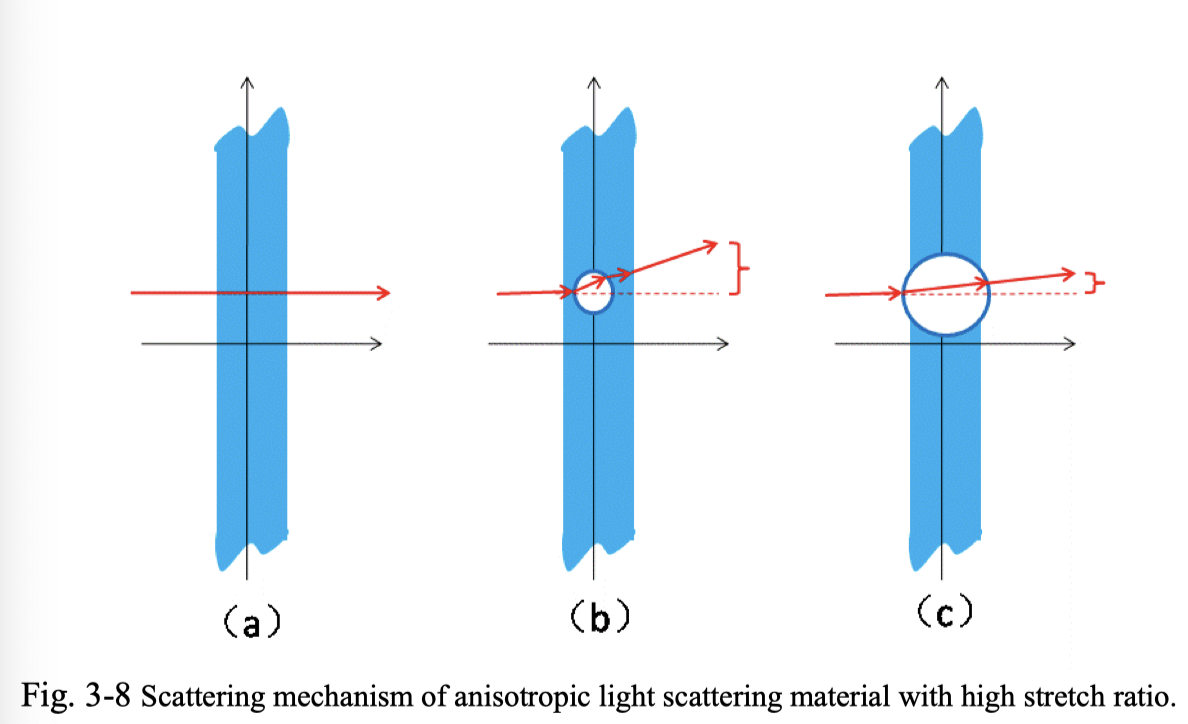 （a）
（b）
（c）
Fig. 3-8 Scattering mechanism of anisotropic light scattering material with high stretch ratio.